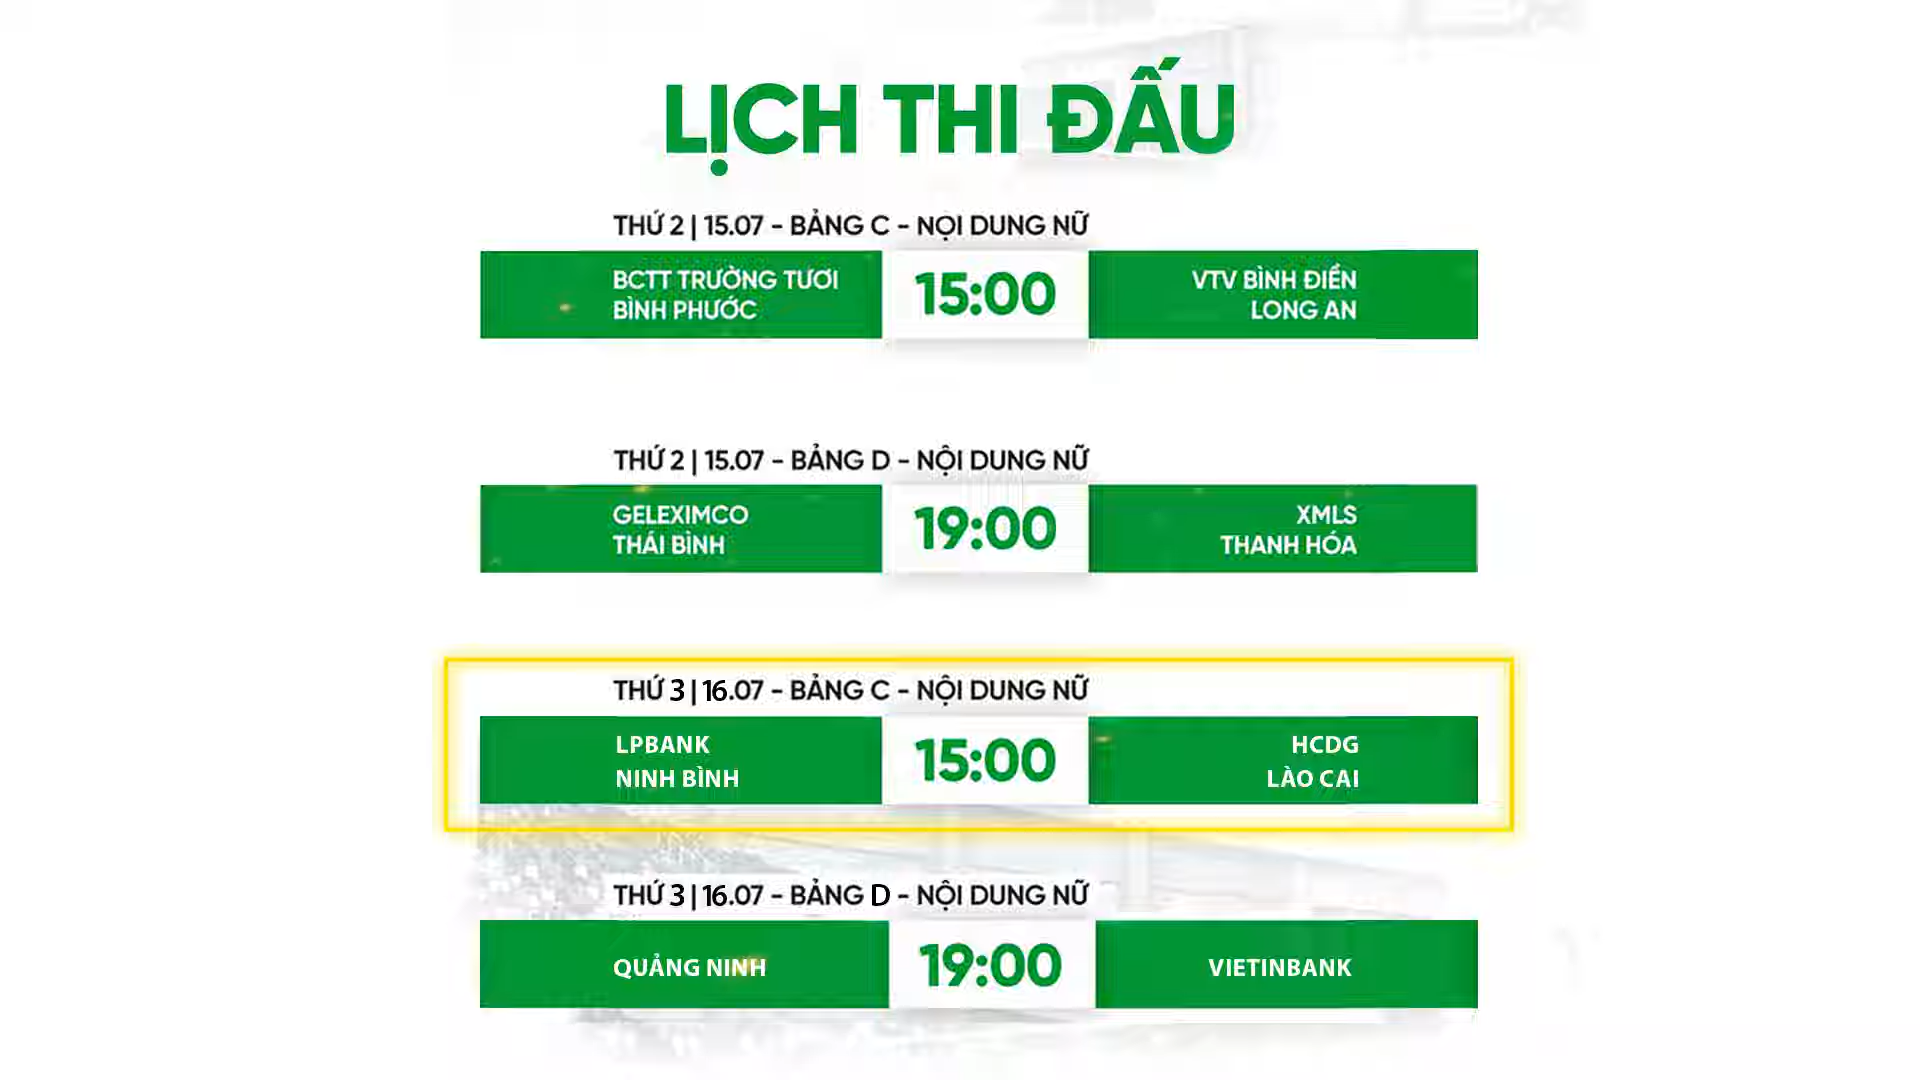 LỊCH THI ĐẤU
THỨ 2 | 15.07 - BẢNG C - NỌI DUNG NỮ
BCTT TRƯỜNG TƯƠI
BÌNH PHƯỚC
15:00
VTV BÌNH ĐIỀN
LONG AN
THỨ 2 | 15.07 - BẢNG D - NỘI DUNG NỮ
GELEXIMCO
THÁI BÌNH
19:00
XMLS
THANH HÓA
THỨ 3 | 16.07 - BẢNG C - NỘI DUNG NỮ
LPBANK
NINH BÌNH
15:00
HCDG
LÀO CAI
THỨ 3 | 16.07 - BẢNG D - NỘI DUNG NỮ
QUẢNG NINH
19:00
VIETINBANK